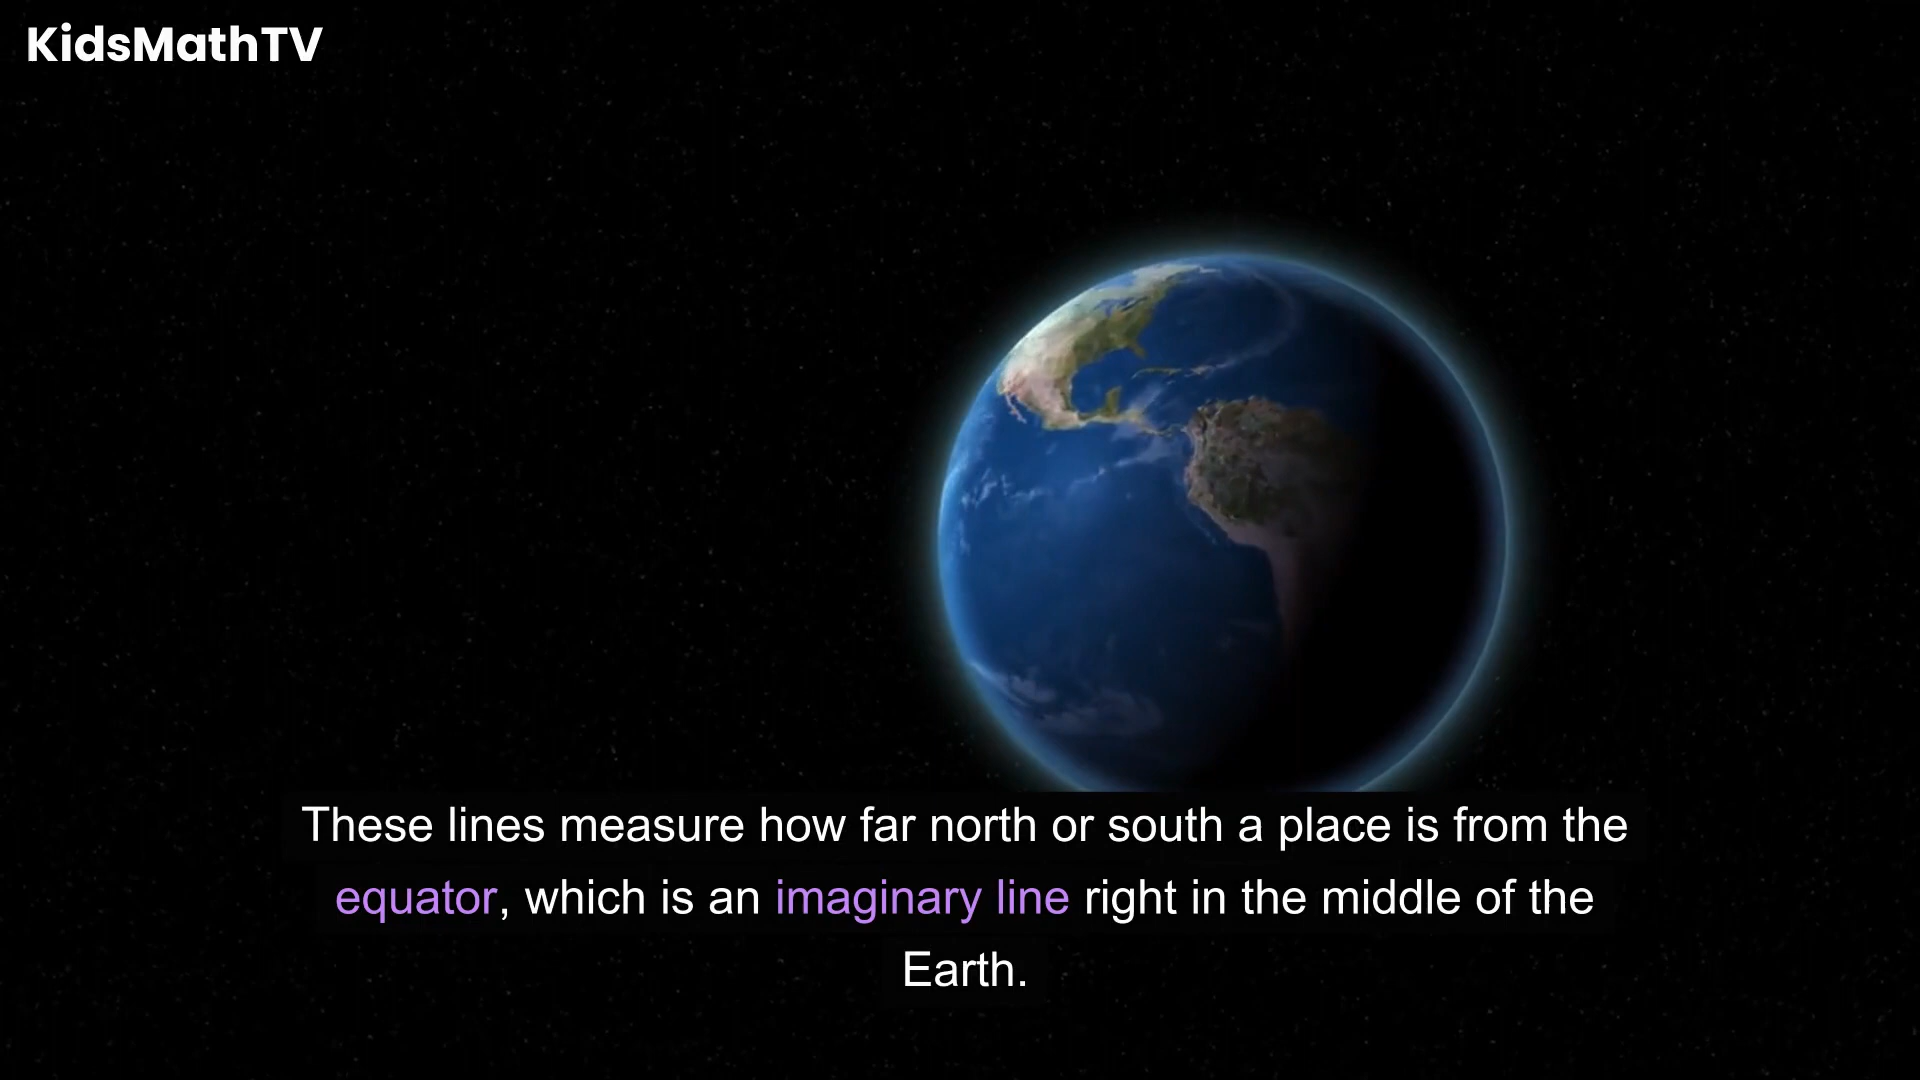 KidsMathTV
These lines measure how far north or south a place is from the
equator, which is an imaginary line right in the middle of the
Earth.